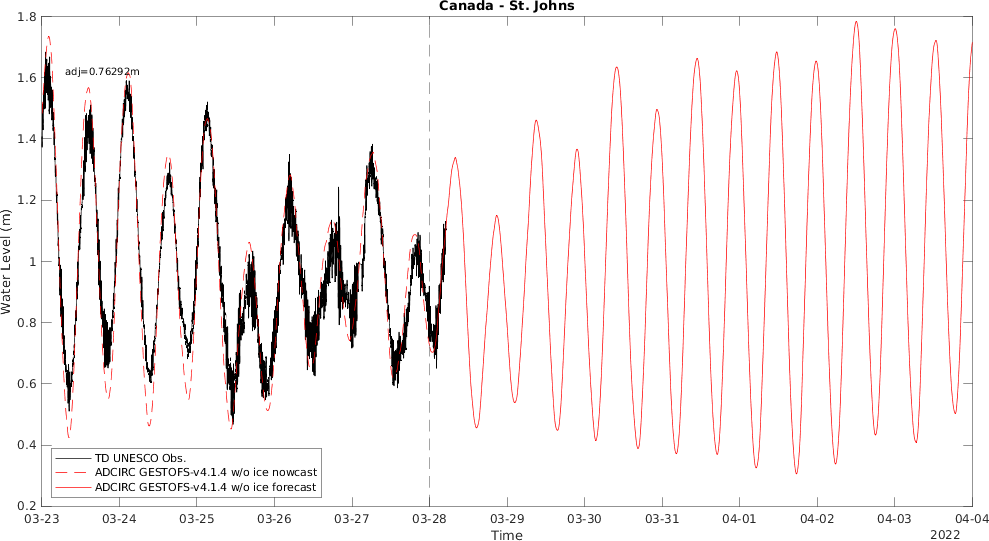 Canada - St. Johns
1.8
adj=0.76292m
1.6
1.4
1.2
1
0.8
0.6
0.4
0.2
Water Level (m)
TD UNESCO Obs.
ADCIRC GESTOFS-v4.1.4 w/o ice nowcast
ADCIRC GESTOFS-v4.1.4 w/o ice forecast
03-23 03-24 03-25 03-26 03-27 03-28 03-29 03-30 03-31 04-01 04-02 04-03 04-04
Time
2022